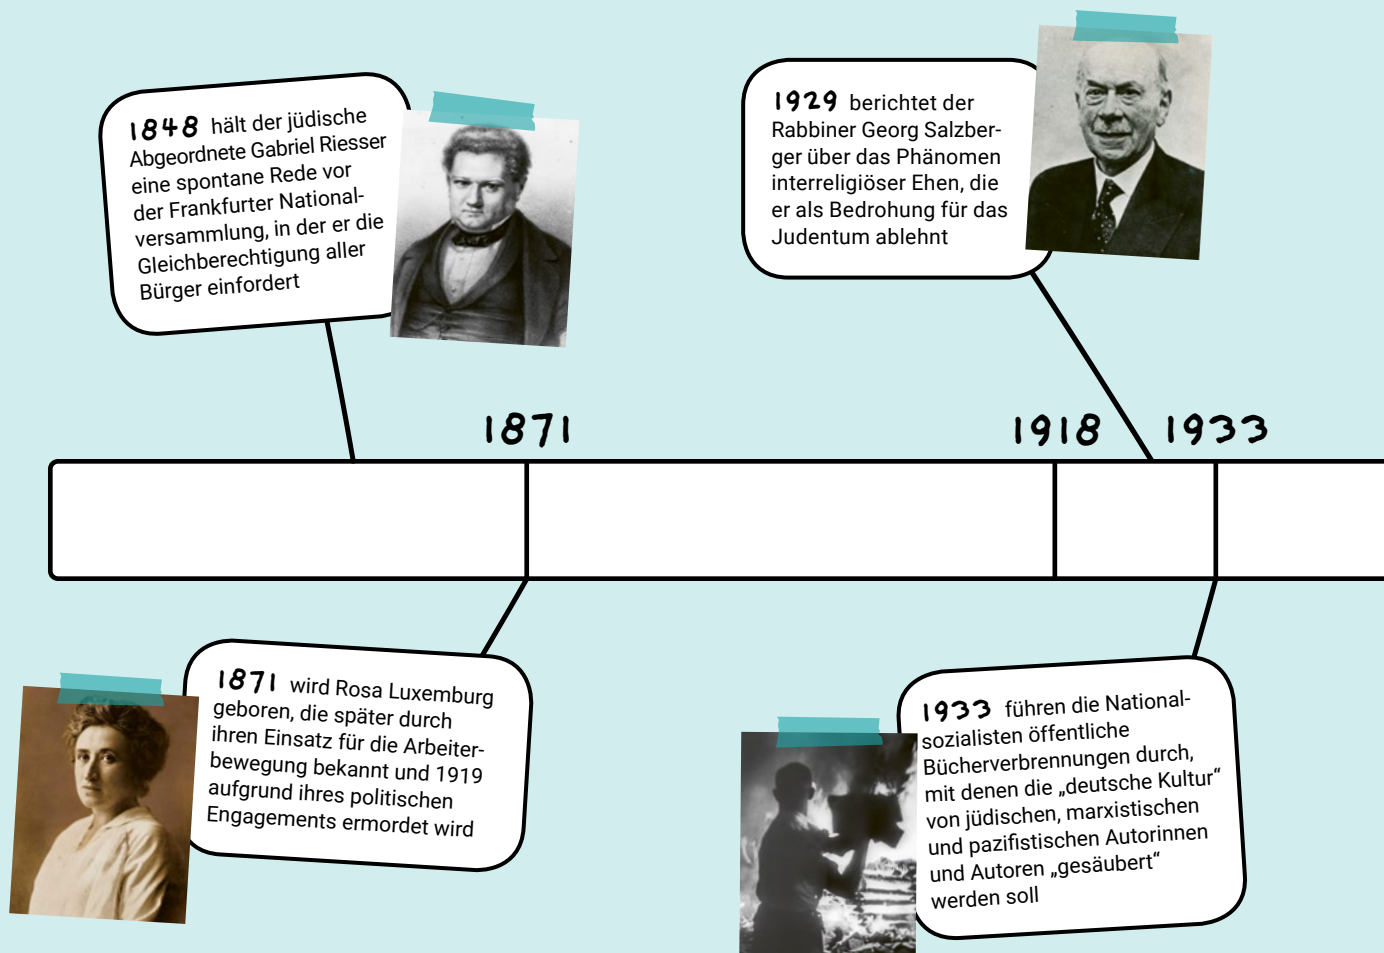 1848 hält der jüdische
Abgeordnete Gabriel Riesser
eine spontane Rede vor
der Frankfurter National-
versammlung, in der er die
Gleichberechtigung aller
Bürger einfordert
1929 berichtet der
Rabbiner Georg Salzber-
ger über das Phänomen
interreligiöser Ehen, die
er als Bedrohung für das
Judentum ablehnt
1871
1918
1933
1871 wird Rosa Luxemburg
geboren, die später durch
ihren Einsatz für die Arbeiter-
bewegung bekannt und 1919
aufgrund ihres politischen
Engagements ermordet wird
1933 führen die National-
sozialisten öffentliche
Bücherverbrennungen durch,
mit denen die „deutsche Kultur“
von jüdischen, marxistischen
und pazifistischen Autorinnen
und Autoren „gesäubert“
werden soll